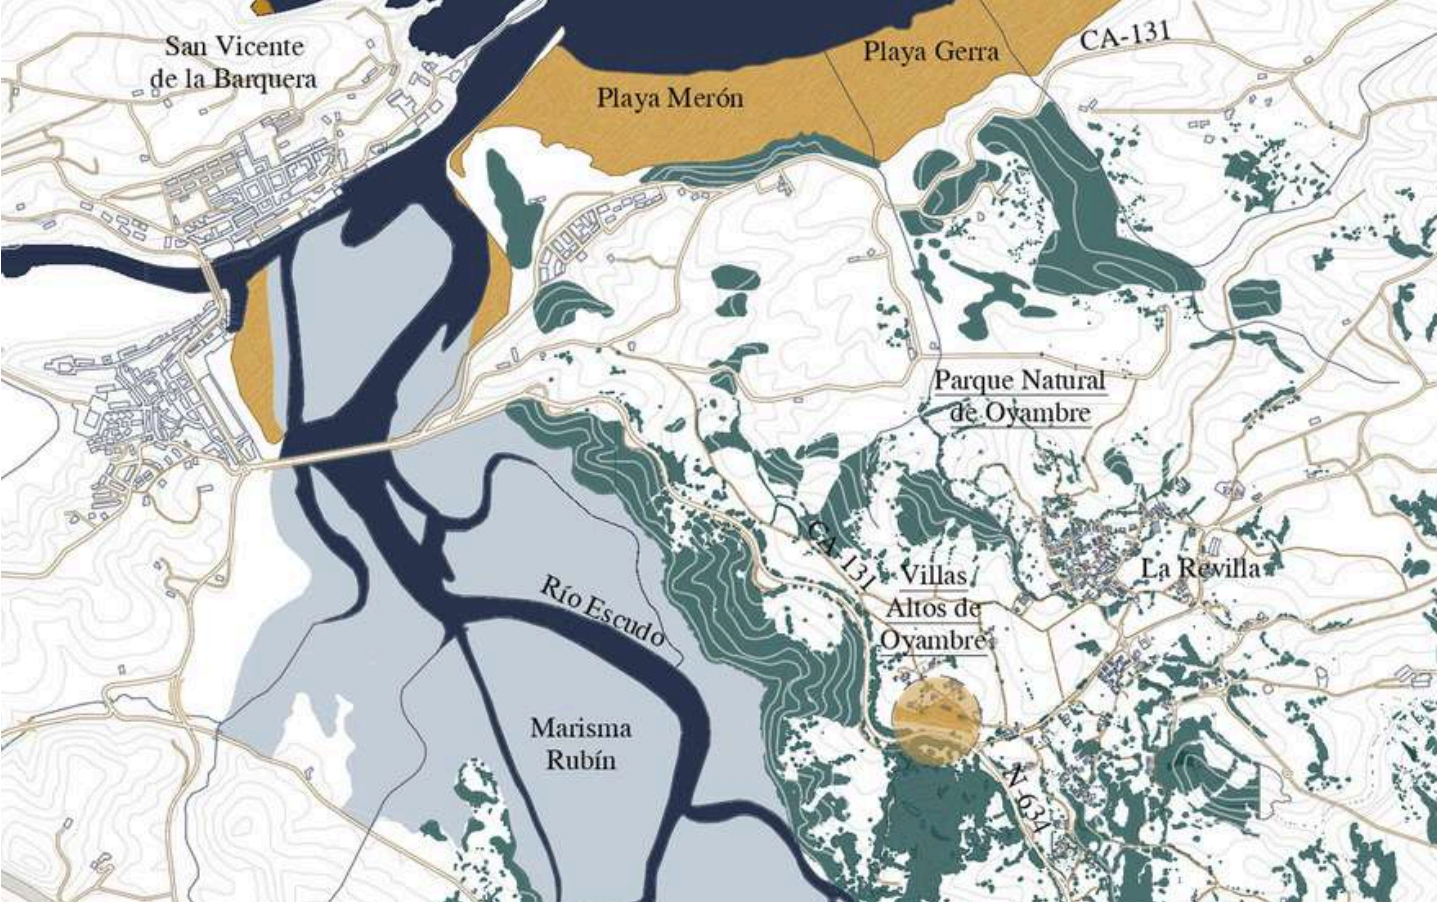 San Vicente
de la Barquera
Playa Merón
Playa Gerra
CA-131
Parque Natural
de Oyambre
CA-131
Villas
Altos de
Oyambre
La Revilla
Río Escudo
Marisma
Rubín
N-634